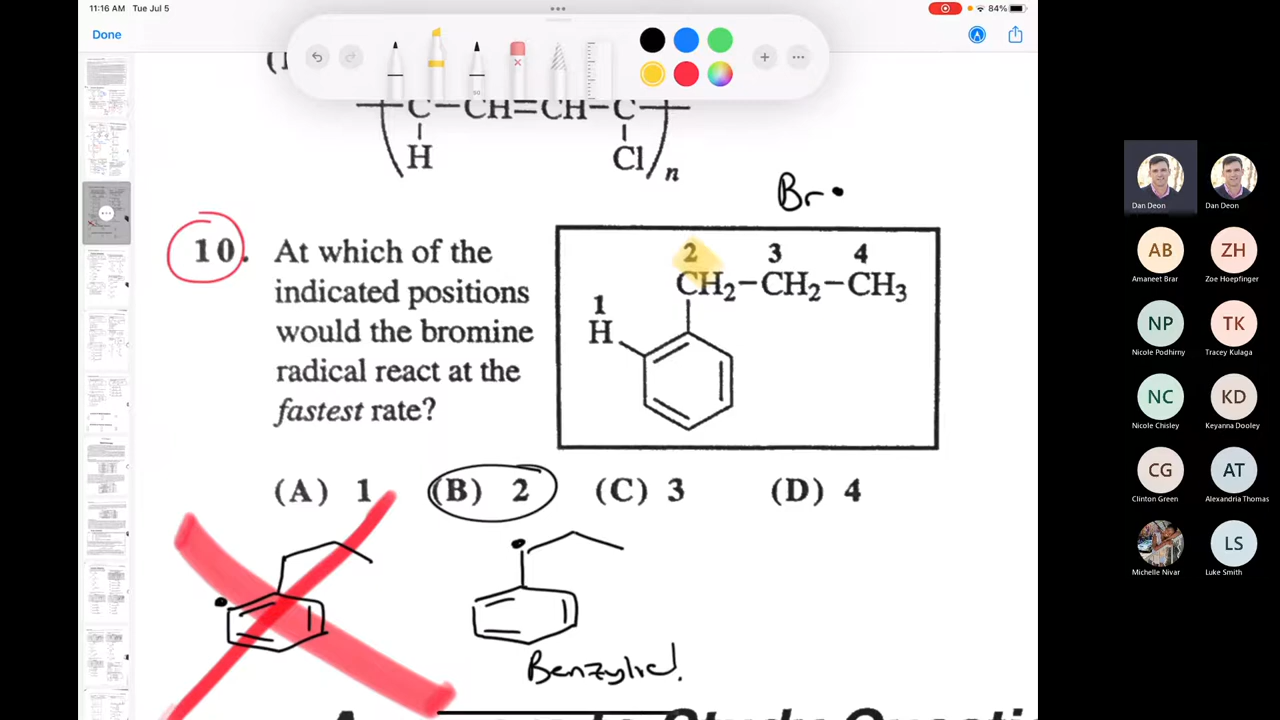 11:16 AM Tue Jul 5
84%
Done
C—CH=CH—C
H
Cl
n
Br•
10. At which of the
indicated positions
would the bromine
radical react at the
fastest rate?
2 3 4
CH2—CH2—CH3
1
H
(A) 1 (B) 2 (C) 3 (D) 4
Benzylic!
Dan Deon
Dan Deon
AB
Amaneet Brar
ZH
Zoe Hoepfinger
NP
Nicole Podhirny
TK
Tracey Kulaga
NC
Nicole Chisley
KD
Keyanna Dooley
CG
Clinton Green
AT
Alexandria Thomas
Michelle Nivar
LS
Luke Smith